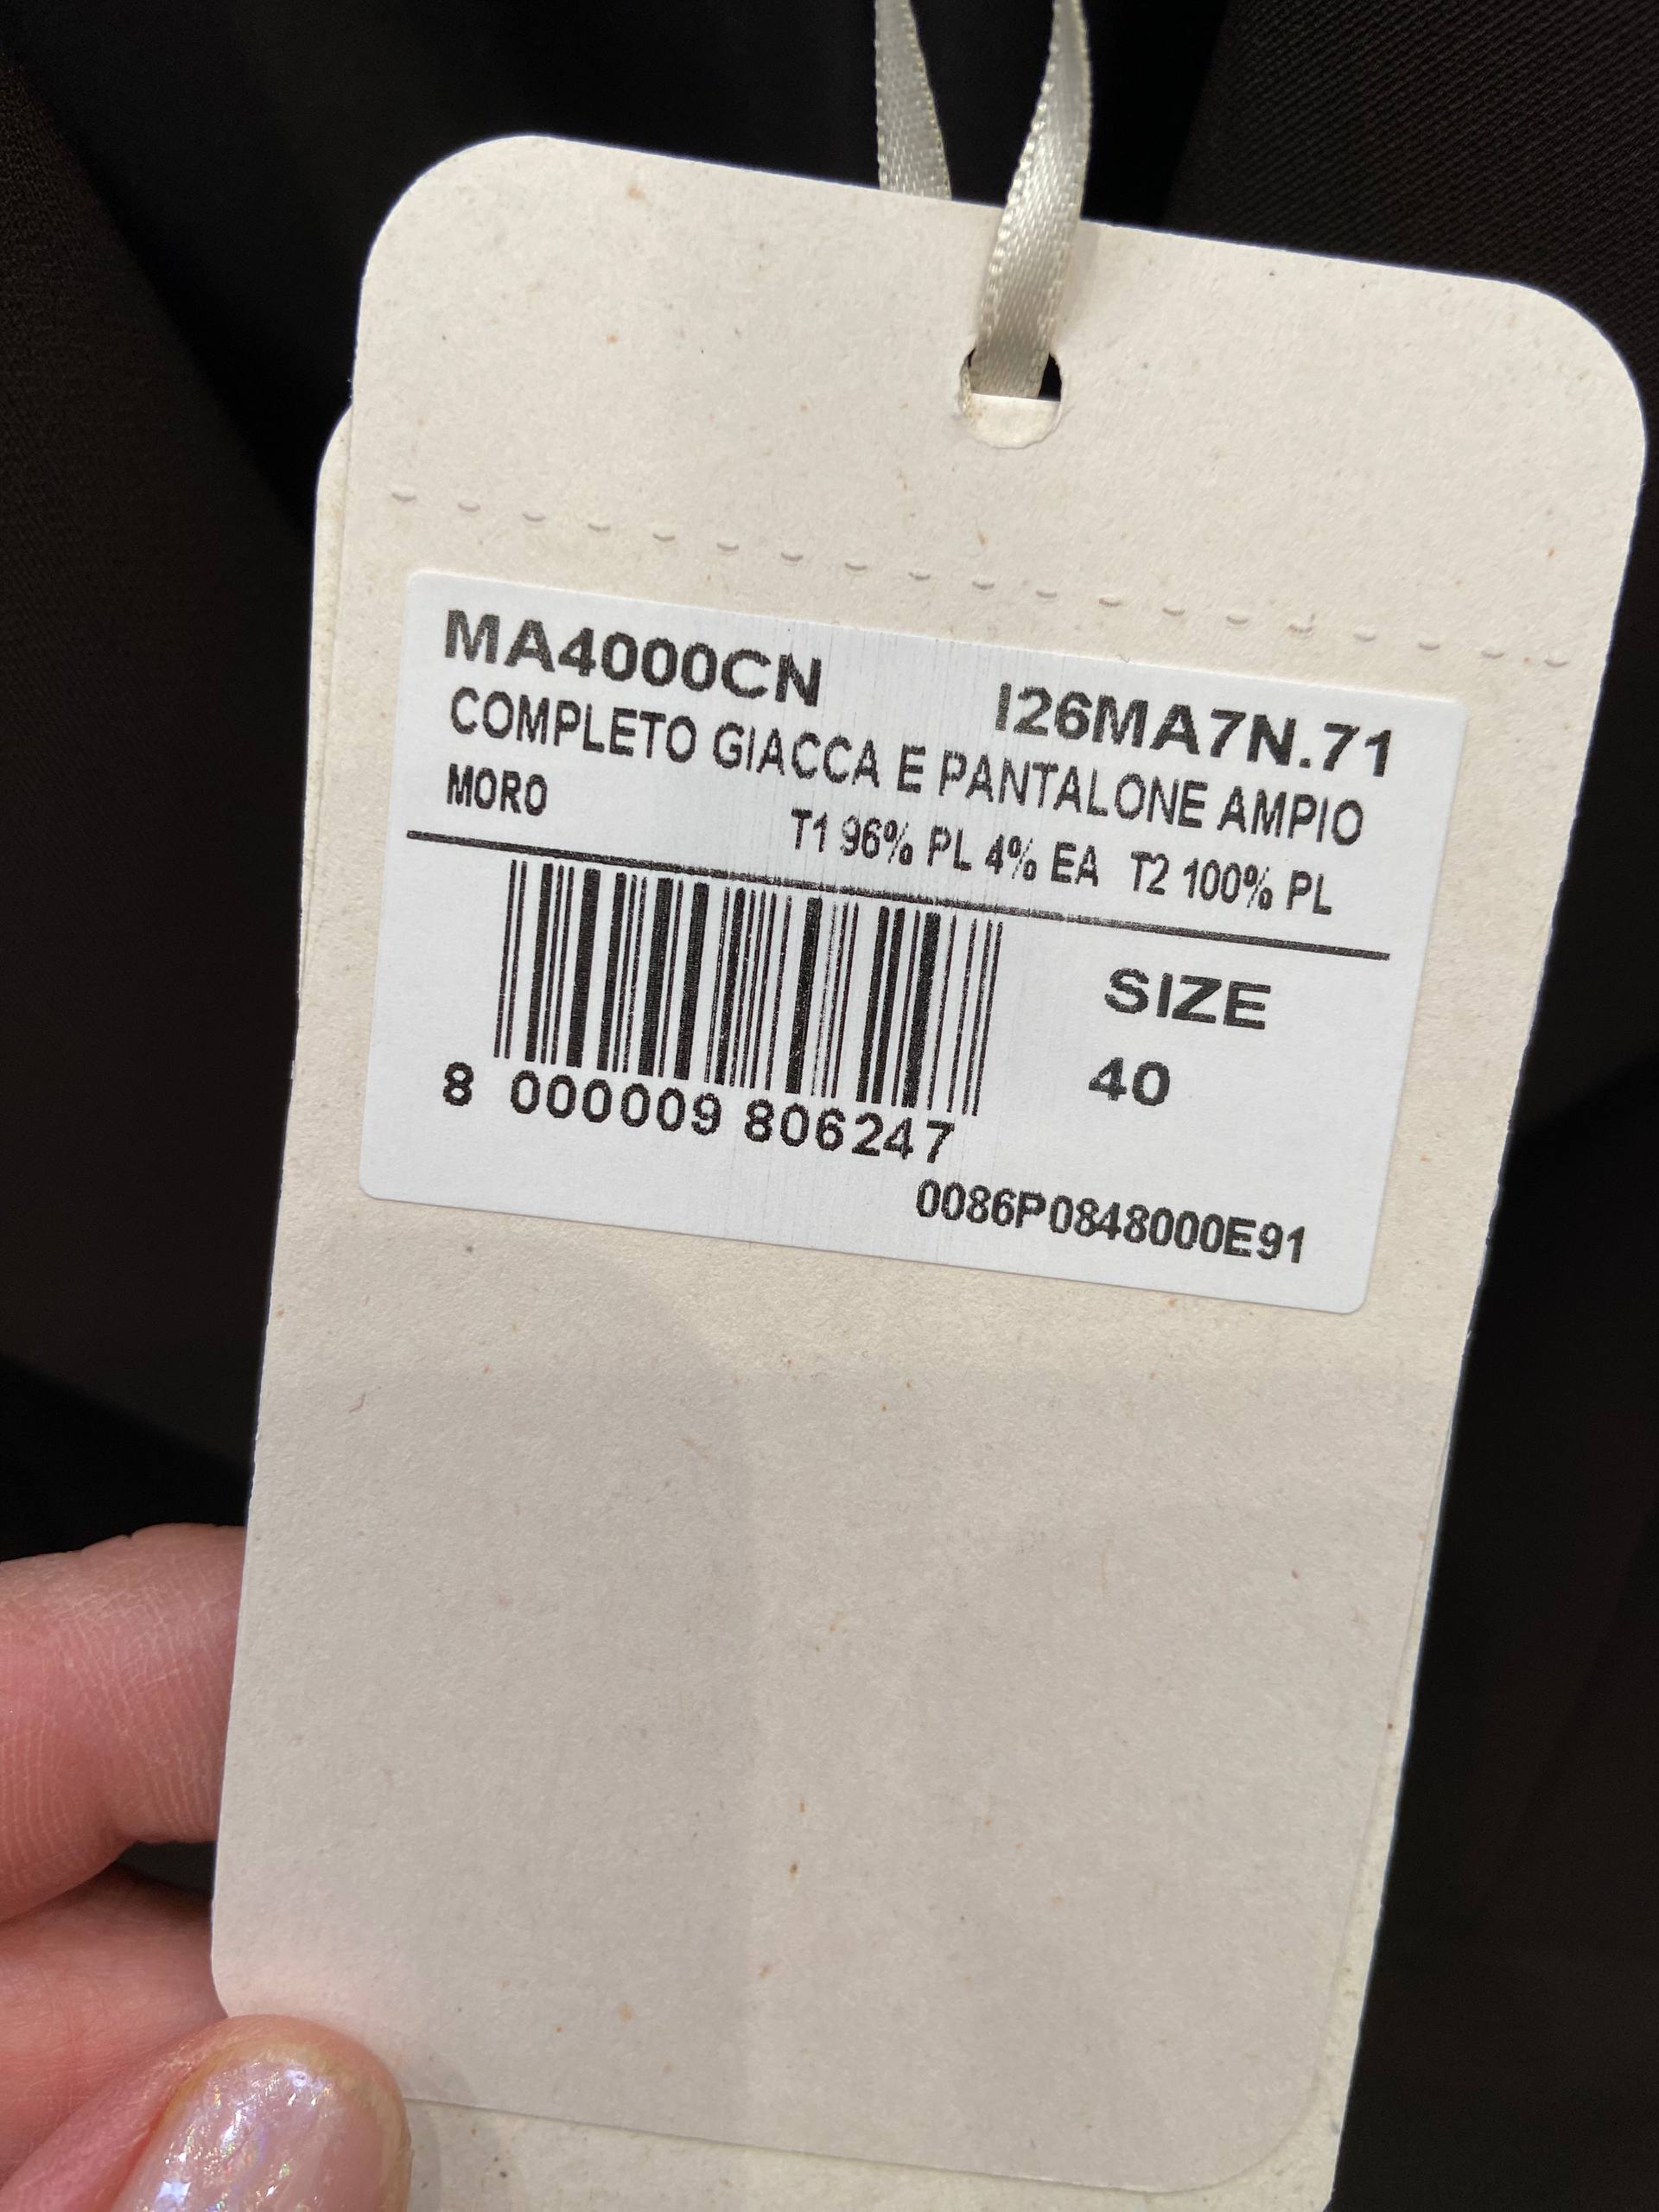 MA4000CN I26MA7N.71
COMPLETO GIACCA E PANTALONE AMPIO
MORO T1 96% PL 4% EA T2 100% PL
SIZE
40
8 000009 806247
0086P0848000E91